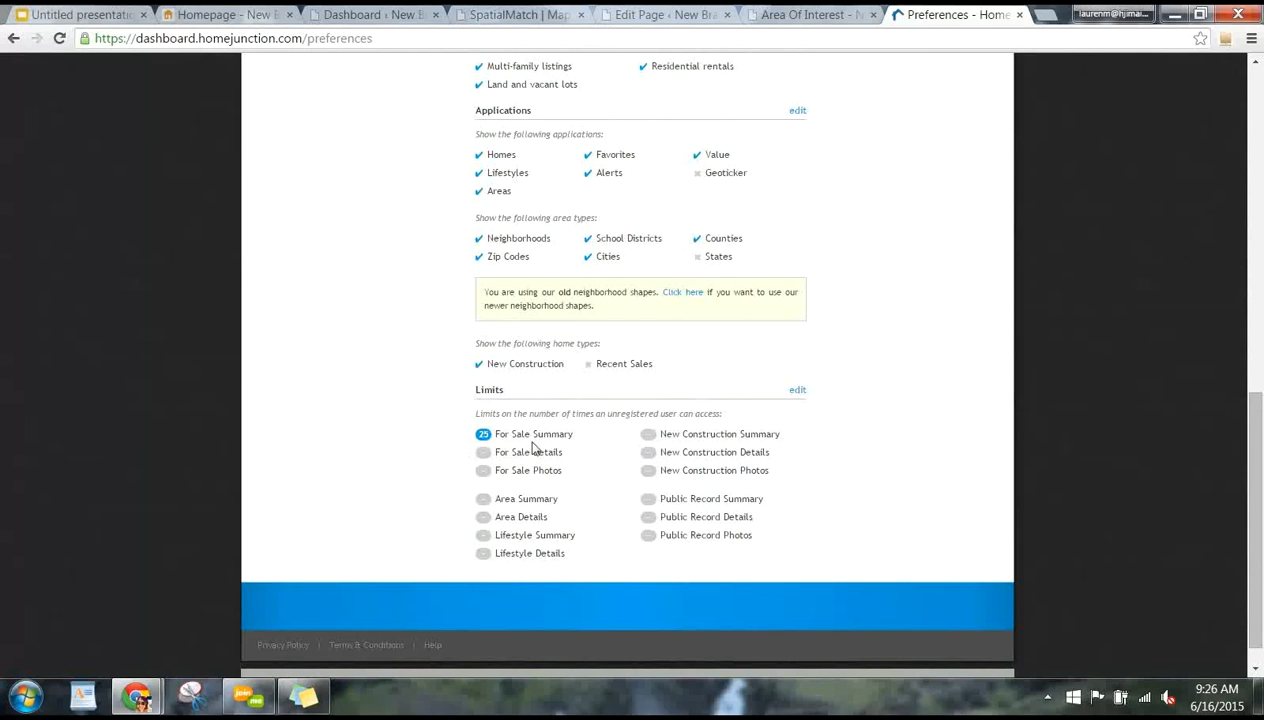 Untitled presentati
Homepage - New B
Dashboard ‹ New B
SpatialMatch | Map
Edit Page ‹ New Bra
Area Of Interest - N
Preferences - Home
laurenm@hjimai...
https://dashboard.homejunction.com/preferences
Multi-family listings
Residential rentals
Land and vacant lots
Applications
edit
Show the following applications:
Homes
Favorites
Value
Lifestyles
Alerts
Geoticker
Areas
Show the following area types:
Neighborhoods
School Districts
Counties
Zip Codes
Cities
States
You are using our old neighborhood shapes. Click here if you want to use our
newer neighborhood shapes.
Show the following home types:
New Construction
Recent Sales
Limits
edit
Limits on the number of times an unregistered user can access:
25 For Sale Summary
New Construction Summary
For Sale Details
New Construction Details
For Sale Photos
New Construction Photos
Area Summary
Public Record Summary
Area Details
Public Record Details
Lifestyle Summary
Public Record Photos
Lifestyle Details
Privacy Policy | Terms & Conditions | Help
join
me
9:26 AM
6/16/2015